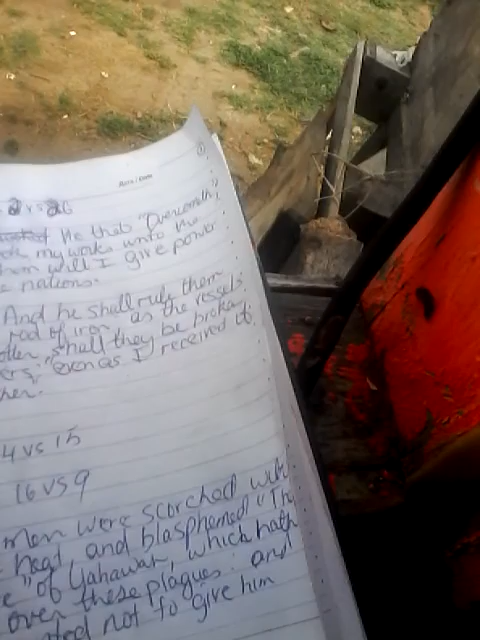 2 vs 26
He that "overcometh,"
my works unto the
them will I give power
nations.
And he shall rule them
rod of iron, as the vessels
shall they be broken
even as I received of
4 vs 15
16 vs 9
men were scorched with
heat and blasphemed "The
" of Yahawah, which hath
over these plagues: and
not to give him